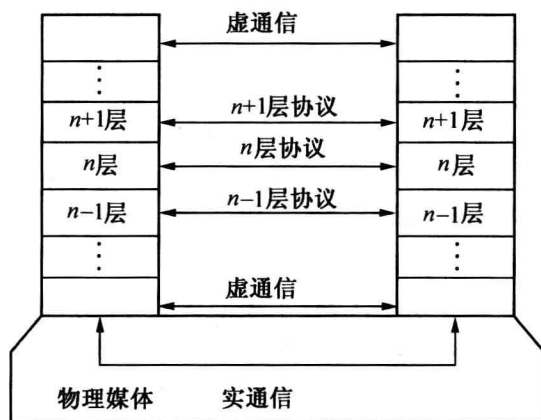 虚通信
⋮ ⋮
n+1层 n+1层协议 n+1层
n层 n层协议 n层
n−1层 n−1层协议 n−1层
⋮ ⋮
虚通信
物理媒体 实通信